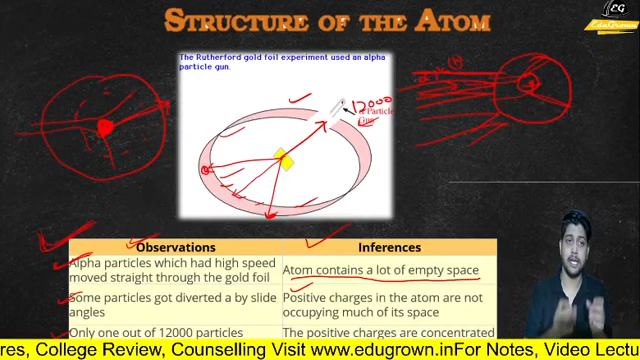 STRUCTURE OF THE ATOM
EG
EduGrown
The Rutherford gold foil experiment used an alpha
particle gun.
12000
Particle
Gun
Observations Inferences
Alpha particles which had high speed
moved straight through the gold foil
Atom contains a lot of empty space
Some particles got diverted a by slide
angles
Positive charges in the atom are not
occupying much of its space
Only one out of 12000 particles
The positive charges are concentrated
res, College Review, Counselling Visit www.edugrown.inFor Notes, Video Lectu